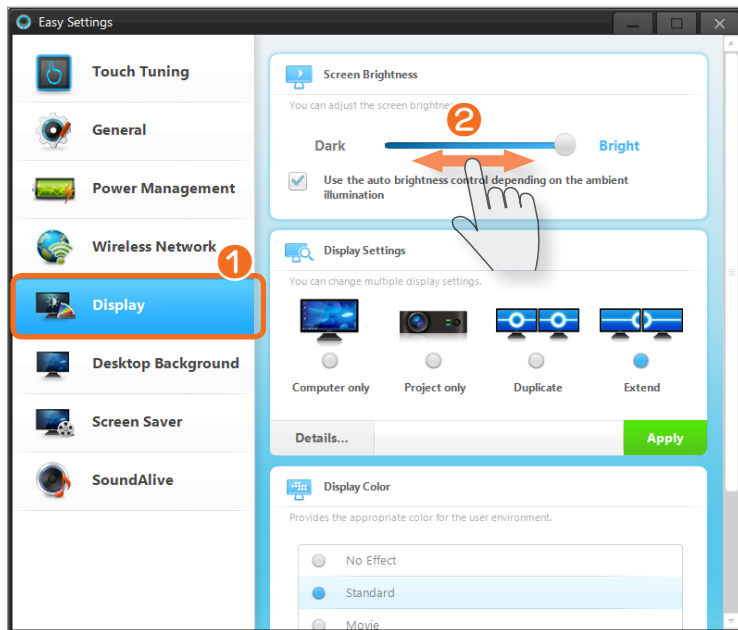 Easy Settings
Touch Tuning
General
Power Management
Wireless Network
1
Display
Desktop Background
Screen Saver
SoundAlive
Screen Brightness
You can adjust the screen
2
Dark
Bright
Use the auto brightness control depending on the ambient
illumination
Display Settings
You can change multiple display settings.
Computer only
Project only
Duplicate
Extend
Details...
Apply
Display Color
Provides the appropriate color for the user environment.
No Effect
Standard
Movie